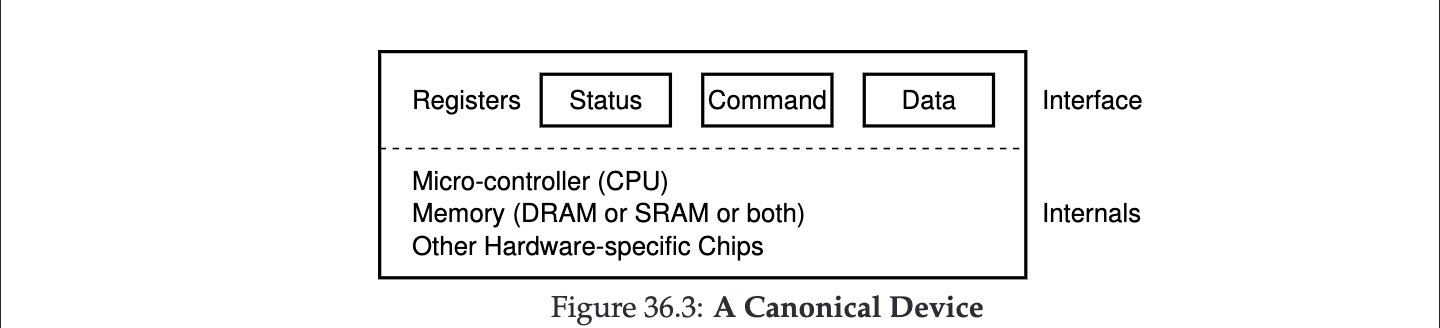 Registers Status Command Data Interface
Micro-controller (CPU)
Memory (DRAM or SRAM or both) Internals
Other Hardware-specific Chips
Figure 36.3: A Canonical Device